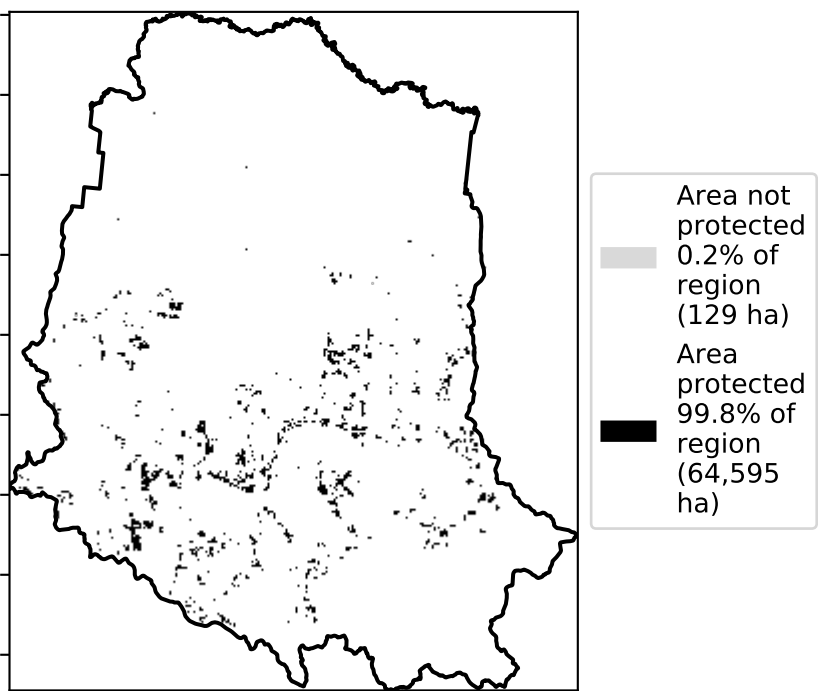 Area not
protected
0.2% of
region
(129 ha)
Area
protected
99.8% of
region
(64,595
ha)